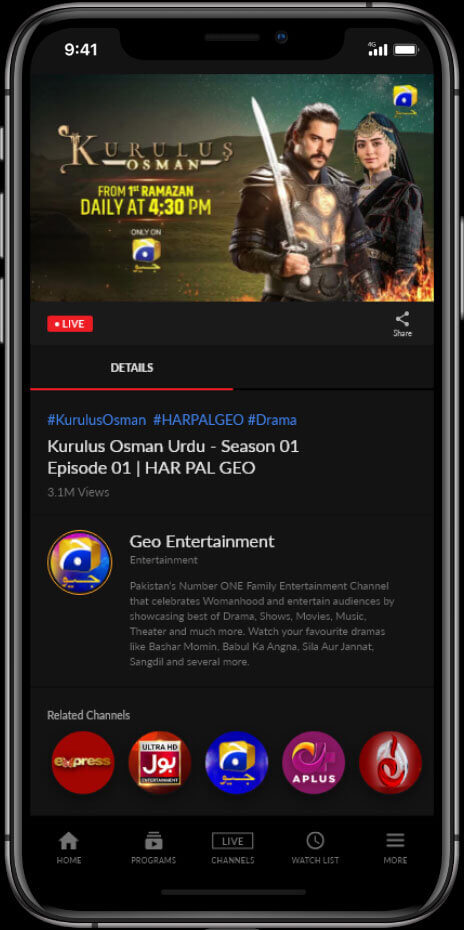 9:41
4G
جیو
KURULUŞ
OSMAN
FROM 1ST RAMAZAN
DAILY AT 4:30 PM
ONLY ON
جیو
LIVE
Share
DETAILS
#KurulusOsman #HARPALGEO #Drama
Kurulus Osman Urdu - Season 01
Episode 01 | HAR PAL GEO
3.1M Views
جیو
Geo Entertainment
Entertainment
Pakistan's Number ONE Family Entertainment Channel
that celebrates Womanhood and entertain audiences by
showcasing best of Drama, Shows, Movies, Music,
Theater and much more. Watch your favourite dramas
like Bashar Momin, Babul Ka Angna, Sila Aur Jannat,
Sangdil and several more.
Related Channels
express
ULTRA HD
بول
ENTERTAINMENT
جیو
APLUS
HOME
PROGRAMS
LIVE
CHANNELS
WATCH LIST
MORE